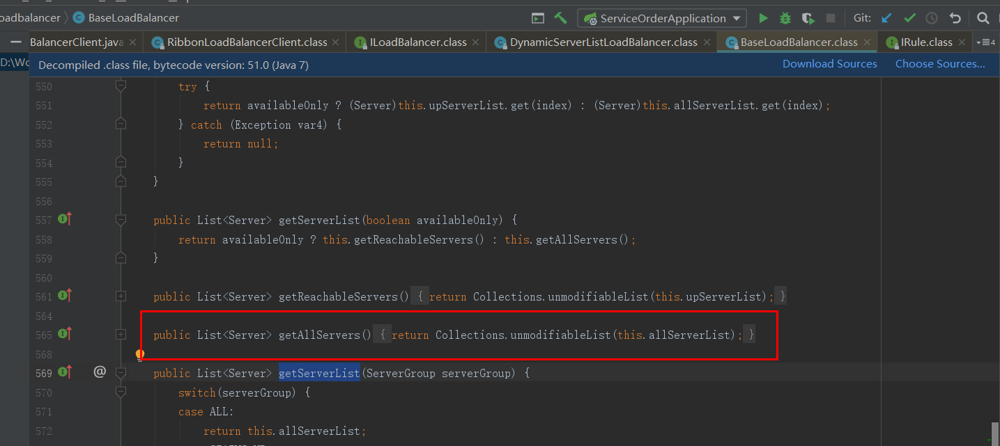 oadbalancer BaseLoadBalancer ServiceOrderApplication Git:
BalancerClient.java RibbonLoadBalancerClient.class ILoadBalancer.class DynamicServerListLoadBalancer.class BaseLoadBalancer.class IRule.class 4
D:\Wo
Decompiled .class file, bytecode version: 51.0 (Java 7) Download Sources Choose Sources...
550 try {
551 return availableOnly ? (Server)this.upServerList.get(index) : (Server)this.allServerList.get(index);
552 } catch (Exception var4) {
553 return null;
554 }
555 }
556
557 public List<Server> getServerList(boolean availableOnly) {
558 return availableOnly ? this.getReachableServers() : this.getAllServers();
559 }
560
561 public List<Server> getReachableServers() { return Collections.unmodifiableList(this.upServerList); }
564
565 public List<Server> getAllServers() { return Collections.unmodifiableList(this.allServerList); }
568
569 @ public List<Server> getServerList(ServerGroup serverGroup) {
570 switch(serverGroup) {
571 case ALL:
572 return this.allServerList;